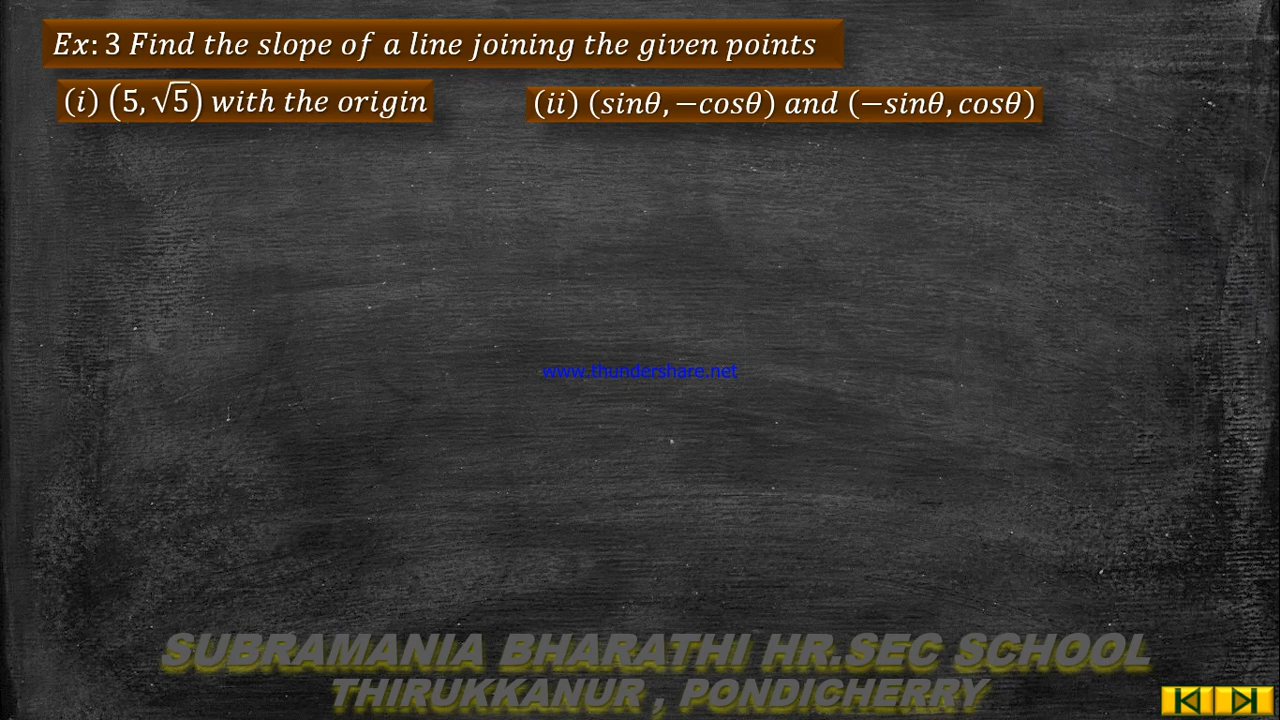 Ex: 3 Find the slope of a line joining the given points
(i) (5, √5) with the origin
(ii) (sinθ, −cosθ) and (−sinθ, cosθ)
www.thundershare.net
SUBRAMANIA BHARATHI HR.SEC SCHOOL
THIRUKKANUR , PONDICHERRY